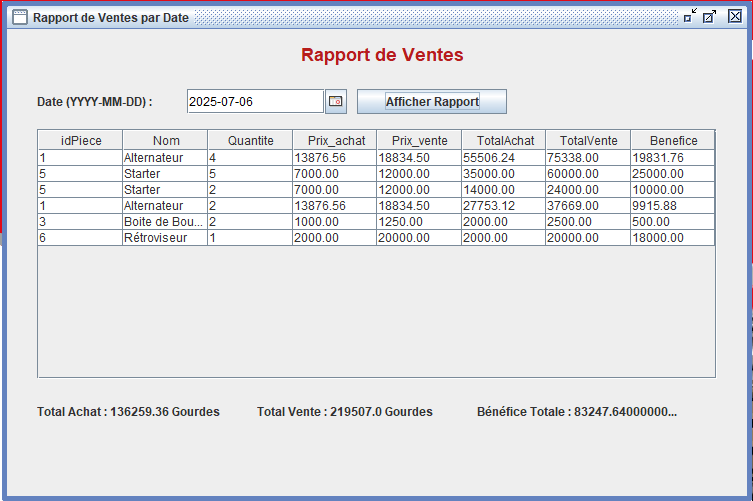 Rapport de Ventes par Date
Rapport de Ventes
Date (YYYY-MM-DD) : 2025-07-06 Afficher Rapport
idPiece Nom Quantite Prix_achat Prix_vente TotalAchat TotalVente Benefice
1 Alternateur 4 13876.56 18834.50 55506.24 75338.00 19831.76
5 Starter 5 7000.00 12000.00 35000.00 60000.00 25000.00
5 Starter 2 7000.00 12000.00 14000.00 24000.00 10000.00
1 Alternateur 2 13876.56 18834.50 27753.12 37669.00 9915.88
3 Boite de Bou... 2 1000.00 1250.00 2000.00 2500.00 500.00
6 Rétroviseur 1 2000.00 20000.00 2000.00 20000.00 18000.00
Total Achat : 136259.36 Gourdes Total Vente : 219507.0 Gourdes Bénéfice Totale : 83247.64000000...